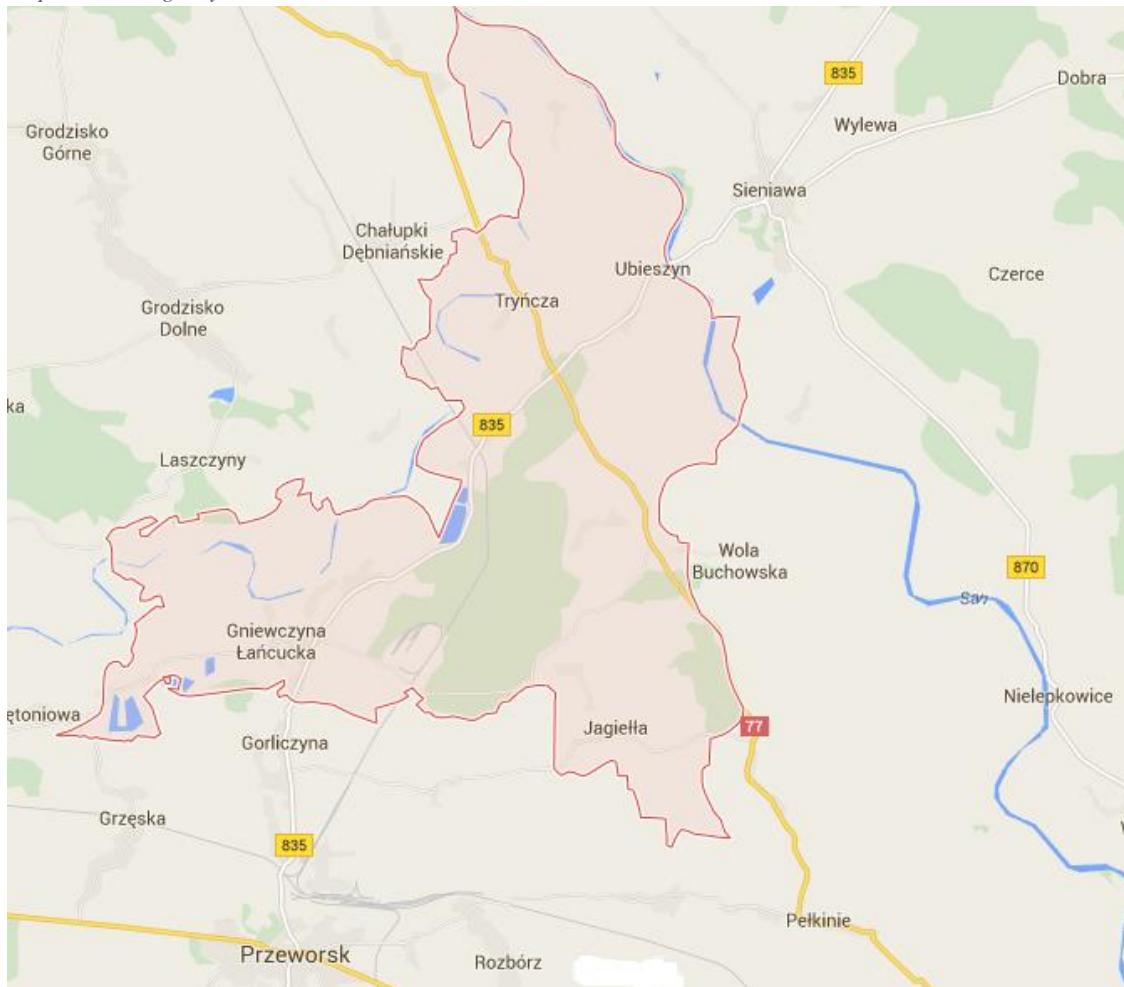 835
Dobra
Wylewa
Grodzisko
Górne
Sieniawa
Chałupki
Dębniańskie
Ubieszyn
Czerce
Tryńcza
Grodzisko
Dolne
ka
835
Laszczyny
Wola
Buchowska
870
San
Gniewczyna
Łańcucka
Nielepkowice
ętoniowa
Jagiełła
77
Gorliczyna
Grzęska
835
Pełkinie
Przeworsk
Rozbórz